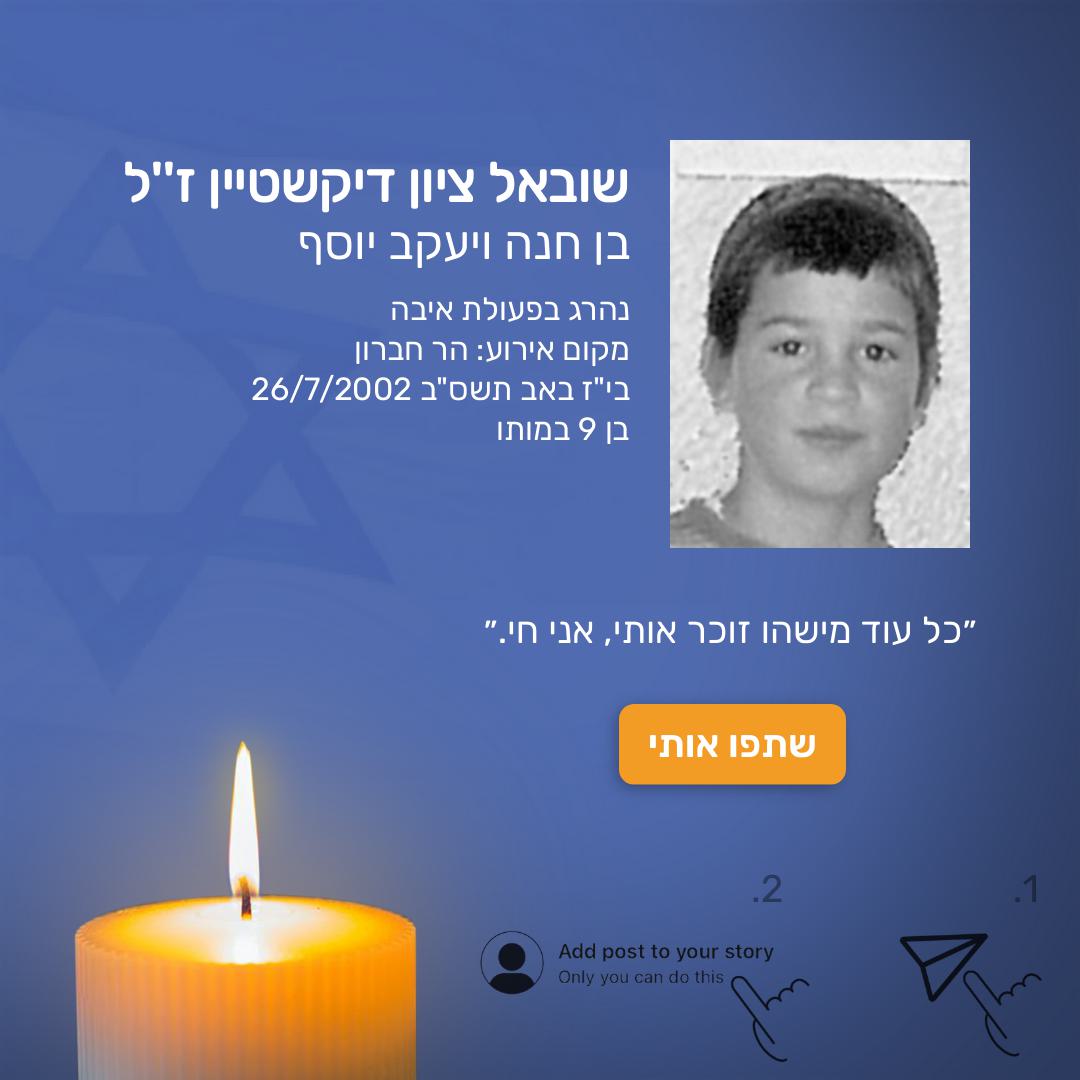 שובאל ציון דיקשטיין ז"ל
בן חנה ויעקב יוסף
נהרג בפעולת איבה
מקום אירוע: הר חברון
בי"ז באב תשס"ב 26/7/2002
בן 9 במותו
״כל עוד מישהו זוכר אותי, אני חי.״
שתפו אותי
.1
.2
Add post to your story
Only you can do this